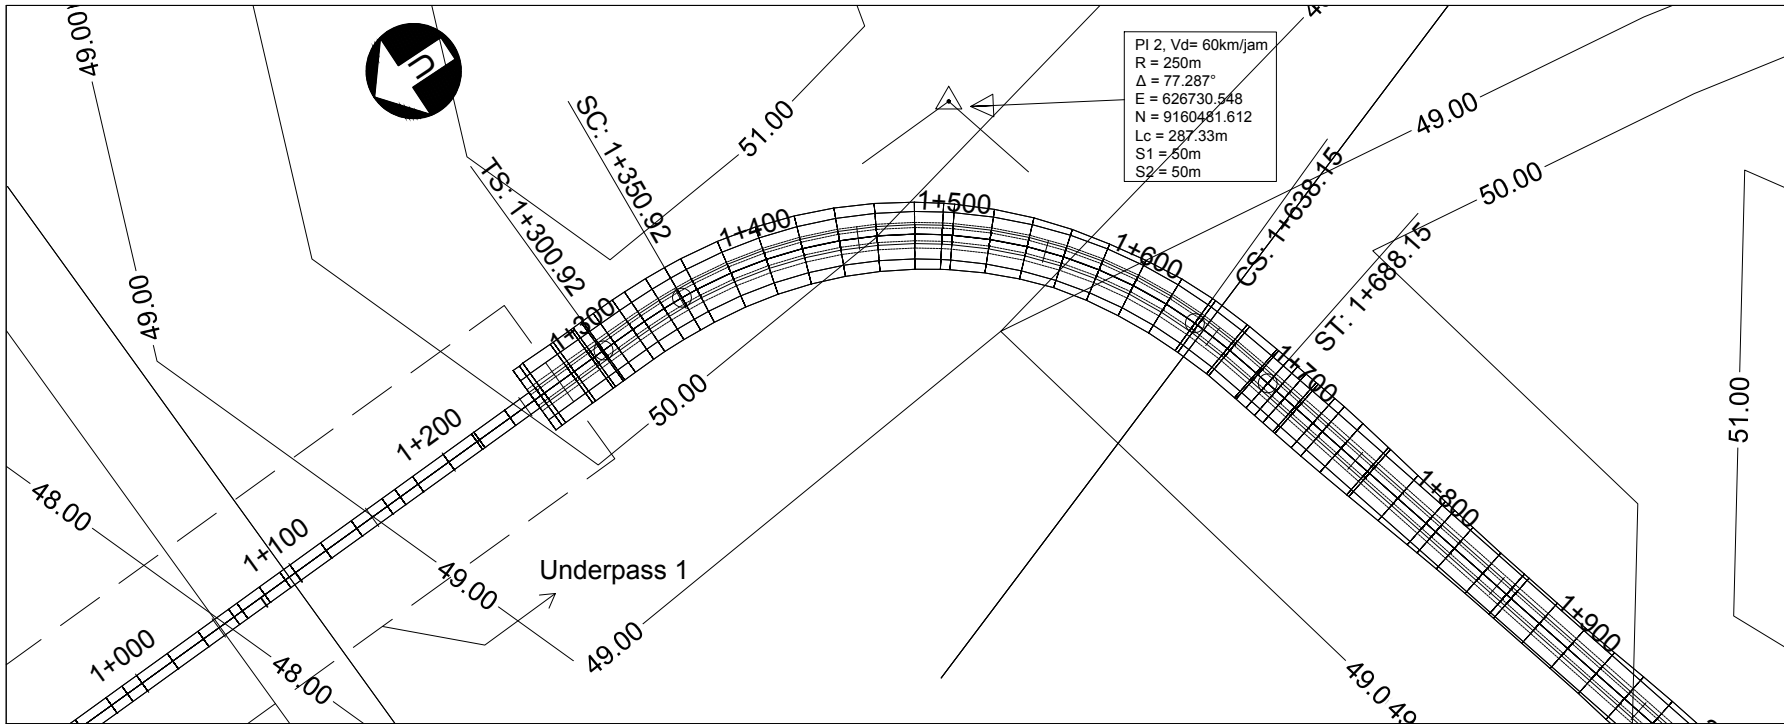 49.00
U
SC: 1+350.92
TS: 1+300.92
51.00
PI 2, Vd= 60km/jam
R = 250m
Δ = 77.287°
E = 626730.548
N = 9160481.612
Lc = 287.33m
S1 = 50m
S2 = 50m
49.00
50.00
CS: 1+638.15
ST: 1+688.15
1+500
1+400
1+600
49.00
1+300
1+700
50.00
51.00
1+200
1+800
48.00
1+100
49.00
Underpass 1
1+900
1+000
48.00
49.00
49.0
49